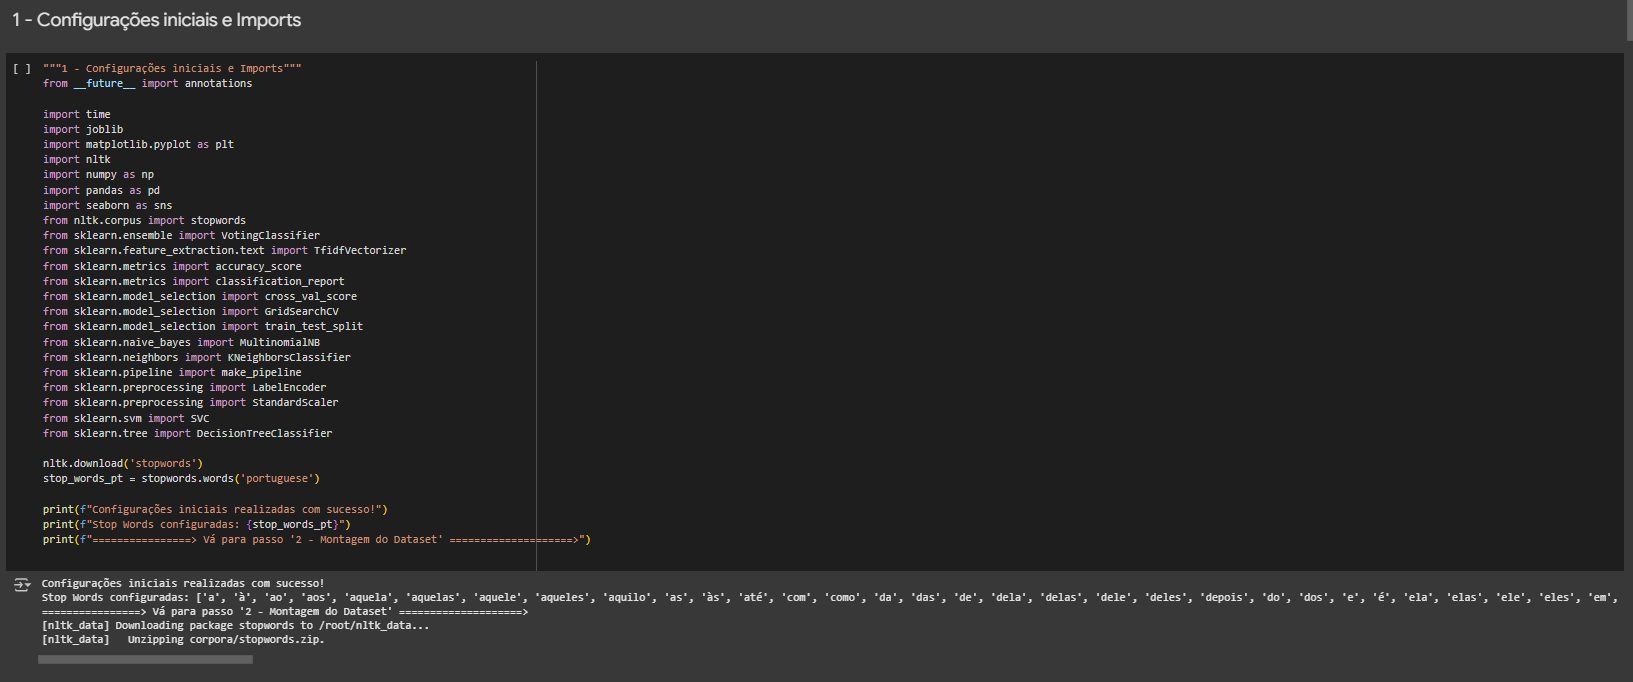 1 - Configurações iniciais e Imports
[ ] """1 - Configurações iniciais e Imports"""
from __future__ import annotations
import time
import joblib
import matplotlib.pyplot as plt
import nltk
import numpy as np
import pandas as pd
import seaborn as sns
from nltk.corpus import stopwords
from sklearn.ensemble import VotingClassifier
from sklearn.feature_extraction.text import TfidfVectorizer
from sklearn.metrics import accuracy_score
from sklearn.metrics import classification_report
from sklearn.model_selection import cross_val_score
from sklearn.model_selection import GridSearchCV
from sklearn.model_selection import train_test_split
from sklearn.naive_bayes import MultinomialNB
from sklearn.neighbors import KNeighborsClassifier
from sklearn.pipeline import make_pipeline
from sklearn.preprocessing import LabelEncoder
from sklearn.preprocessing import StandardScaler
from sklearn.svm import SVC
from sklearn.tree import DecisionTreeClassifier
nltk.download('stopwords')
stop_words_pt = stopwords.words('portuguese')
print(f"Configurações iniciais realizadas com sucesso!")
print(f"Stop Words configuradas: {stop_words_pt}")
print(f"================> Vá para passo '2 - Montagem do Dataset' ====================>")
Configurações iniciais realizadas com sucesso!
Stop Words configuradas: ['a', 'à', 'ao', 'aos', 'aquela', 'aquelas', 'aquele', 'aqueles', 'aquilo', 'as', 'às', 'até', 'com', 'como', 'da', 'das', 'de', 'dela', 'delas', 'dele', 'deles', 'depois', 'do', 'dos', 'e', 'é', 'ela', 'elas', 'ele', 'eles', 'em',
================> Vá para passo '2 - Montagem do Dataset' ====================>
[nltk_data] Downloading package stopwords to /root/nltk_data...
[nltk_data]   Unzipping corpora/stopwords.zip.